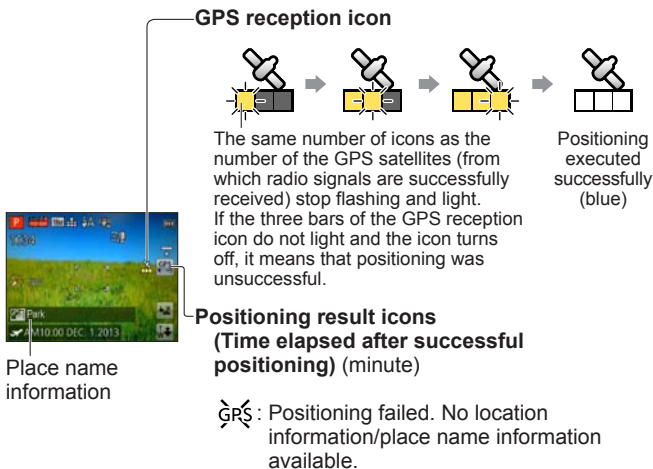 GPS reception icon
The same number of icons as the
number of the GPS satellites (from
which radio signals are successfully
received) stop flashing and light.
If the three bars of the GPS reception
icon do not light and the icon turns
off, it means that positioning was
unsuccessful.
Positioning
executed
successfully
(blue)
P
Park
AM10:00 DEC. 1.2013
Place name
information
Positioning result icons
(Time elapsed after successful
positioning) (minute)
GPS : Positioning failed. No location
information/place name information
available.